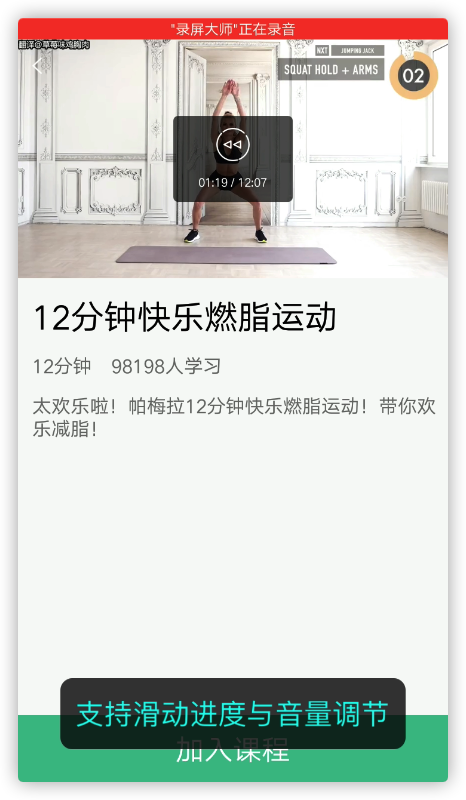 "录屏大师"正在录音
翻译@草莓味鸡胸肉
NXT JUMPING JACK
SQUAT HOLD + ARMS
02
01:19 / 12:07
12分钟快乐燃脂运动
12分钟 98198人学习
太欢乐啦！帕梅拉12分钟快乐燃脂运动！带你欢
乐减脂！
支持滑动进度与音量调节
加入课程